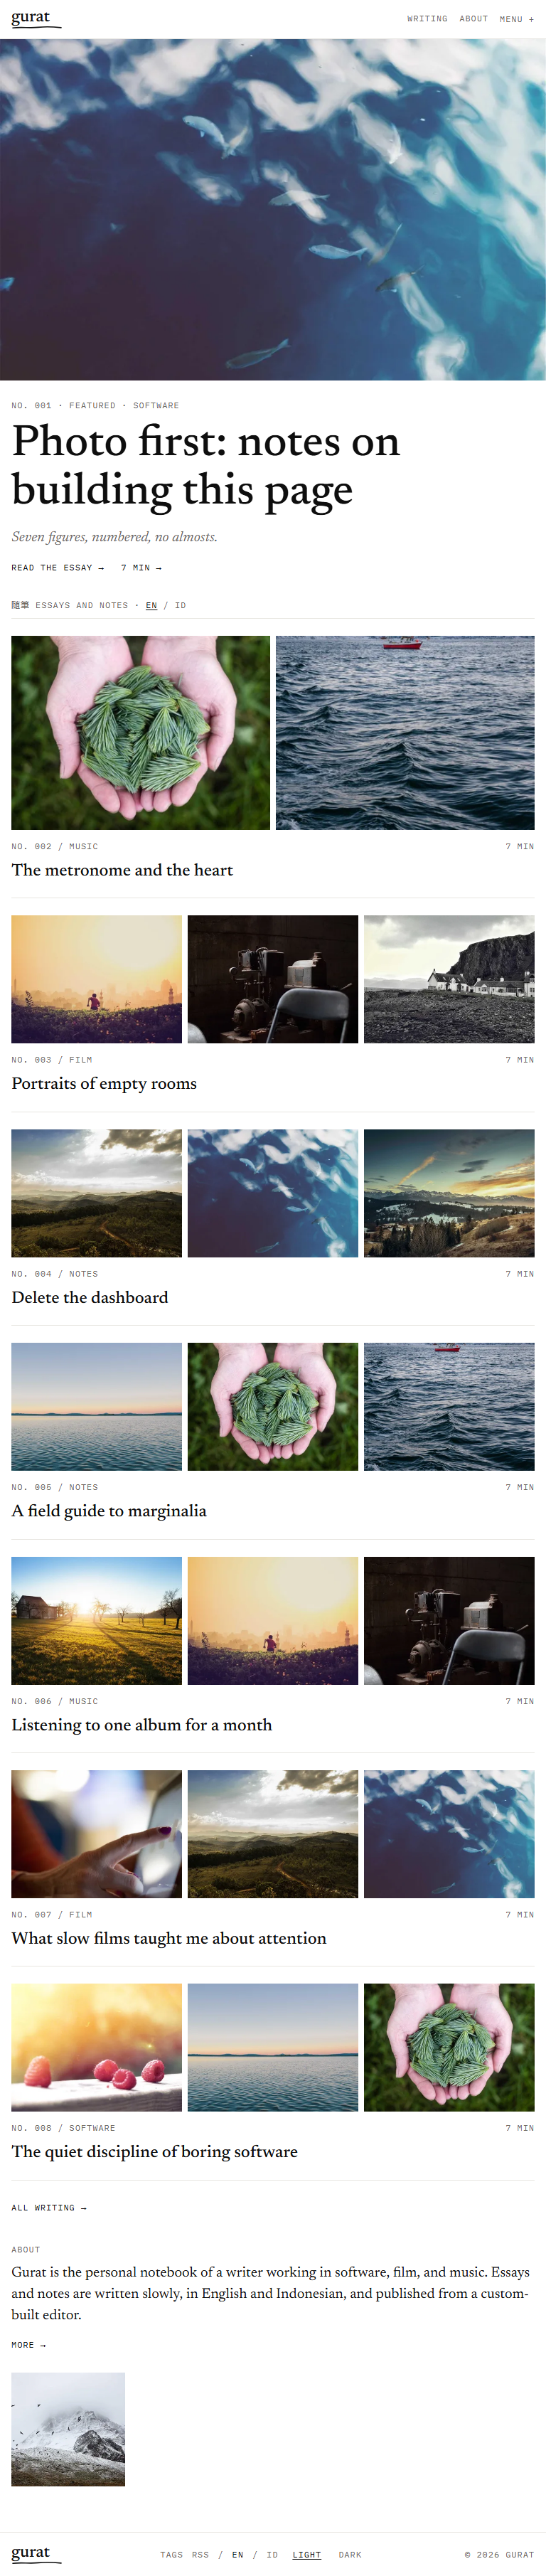 gurat
WRITING ABOUT MENU +
NO. 001 · FEATURED · SOFTWARE
Photo first: notes on
building this page
Seven figures, numbered, no almosts.
READ THE ESSAY → 7 MIN →
随筆 ESSAYS AND NOTES · EN / ID
NO. 002 / MUSIC 7 MIN
The metronome and the heart
NO. 003 / FILM 7 MIN
Portraits of empty rooms
NO. 004 / NOTES 7 MIN
Delete the dashboard
NO. 005 / NOTES 7 MIN
A field guide to marginalia
NO. 006 / MUSIC 7 MIN
Listening to one album for a month
NO. 007 / FILM 7 MIN
What slow films taught me about attention
NO. 008 / SOFTWARE 7 MIN
The quiet discipline of boring software
ALL WRITING →
ABOUT
Gurat is the personal notebook of a writer working in software, film, and music. Essays
and notes are written slowly, in English and Indonesian, and published from a custom-
built editor.
MORE →
gurat
TAGS RSS / EN / ID LIGHT DARK
© 2026 GURAT